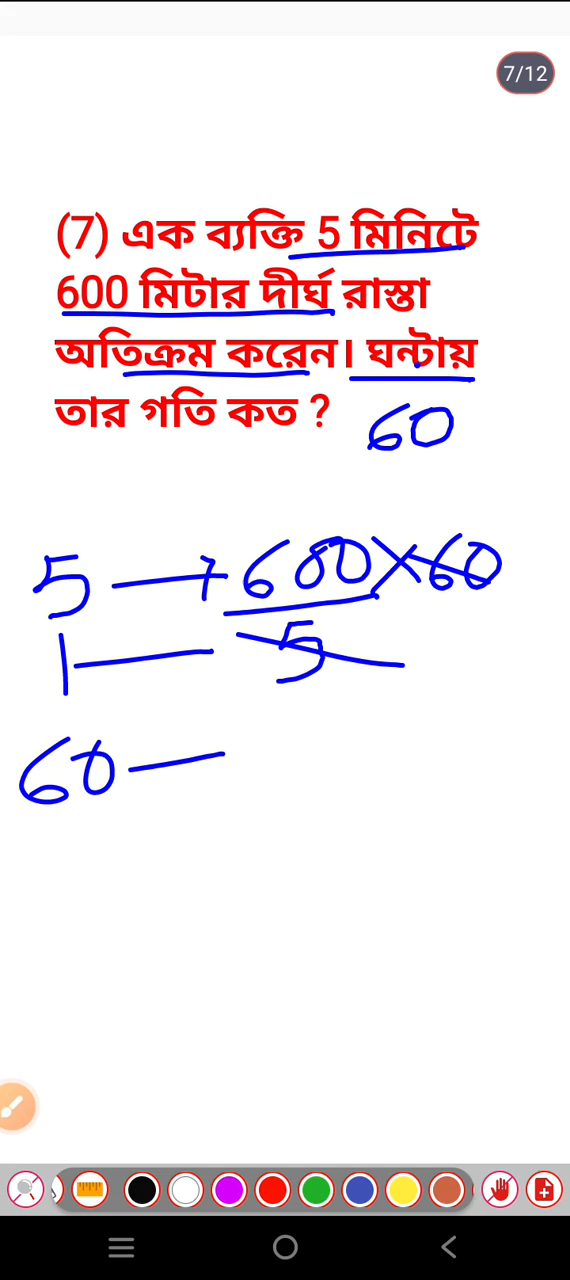 7/12
(7) এক ব্যক্তি 5 মিনিটে
600 মিটার দীর্ঘ রাস্তা
অতিক্রম করেন। ঘন্টায়
তার গতি কত ?
60
5 → 600×60
1 — 5
60 —